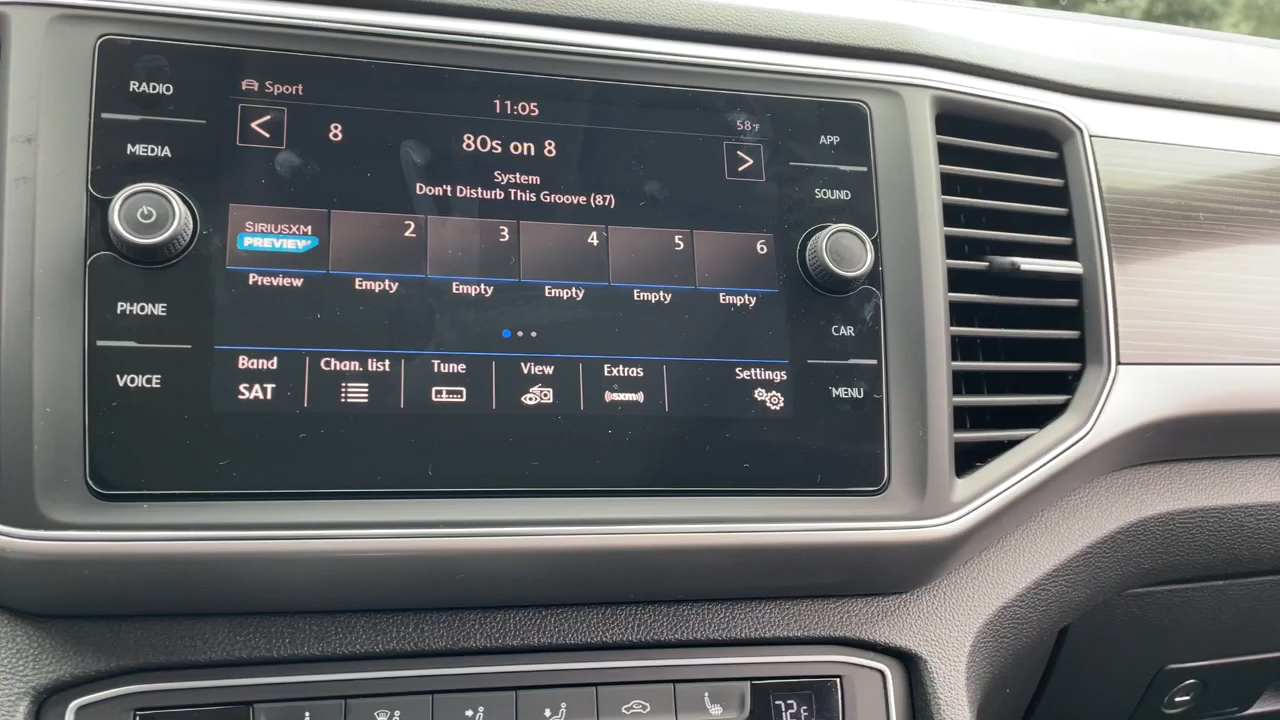 RADIO
MEDIA
PHONE
VOICE
Sport
11:05
58°F
<
8
80s on 8
>
System
Don't Disturb This Groove (87)
SIRIUSXM
PREVIEW
2
3
4
5
6
Preview
Empty
Empty
Empty
Empty
Empty
Band
SAT
Chan. list
Tune
View
Extras
((sxm))
Settings
APP
SOUND
CAR
MENU
72°F